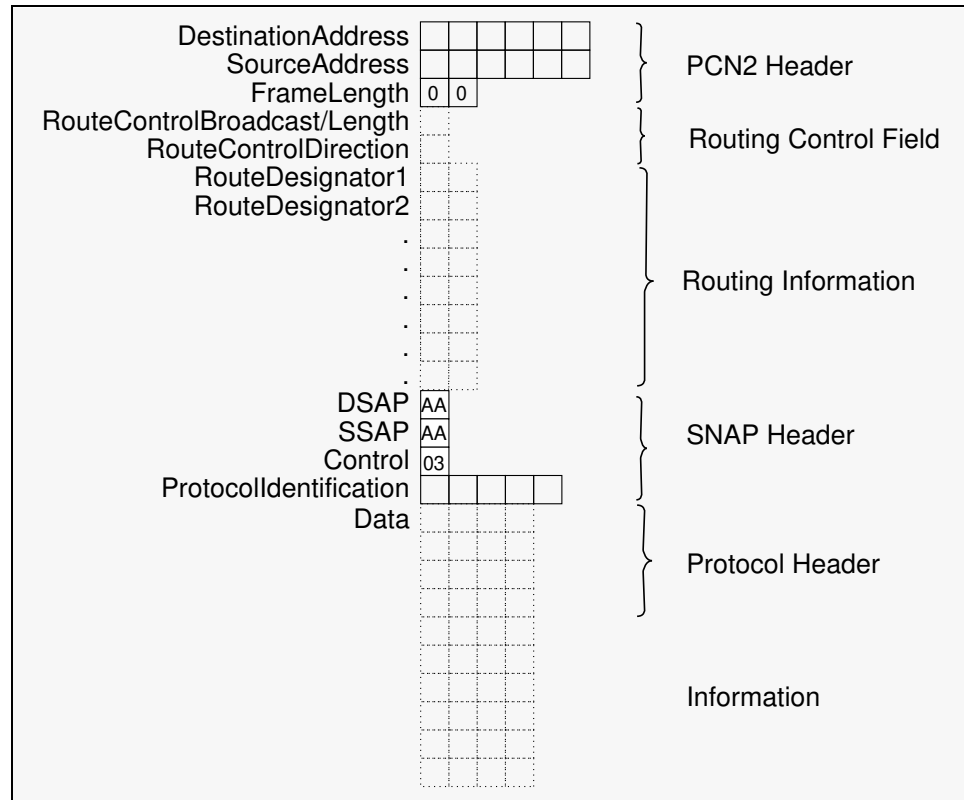 DestinationAddress
SourceAddress
PCN2 Header
FrameLength 0 0
RouteControlBroadcast/Length
Routing Control Field
RouteControlDirection
RouteDesignator1
RouteDesignator2
.
.
Routing Information
.
.
.
.
DSAP AA
SSAP AA
SNAP Header
Control 03
ProtocolIdentification
Data
Protocol Header
Information